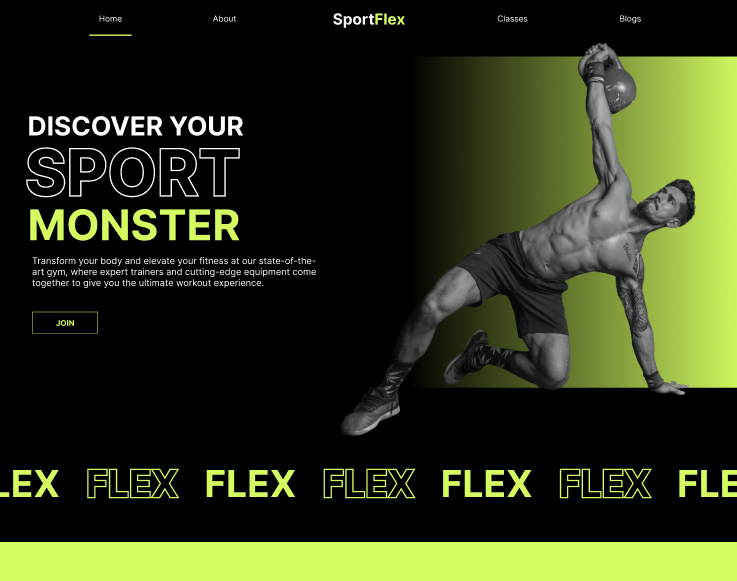 Home About SportFlex Classes Blogs
DISCOVER YOUR
SPORT
MONSTER
Transform your body and elevate your fitness at our state-of-the-
art gym, where expert trainers and cutting-edge equipment come
together to give you the ultimate workout experience.
JOIN
LEX FLEX FLEX FLEX FLEX FLEX FLE